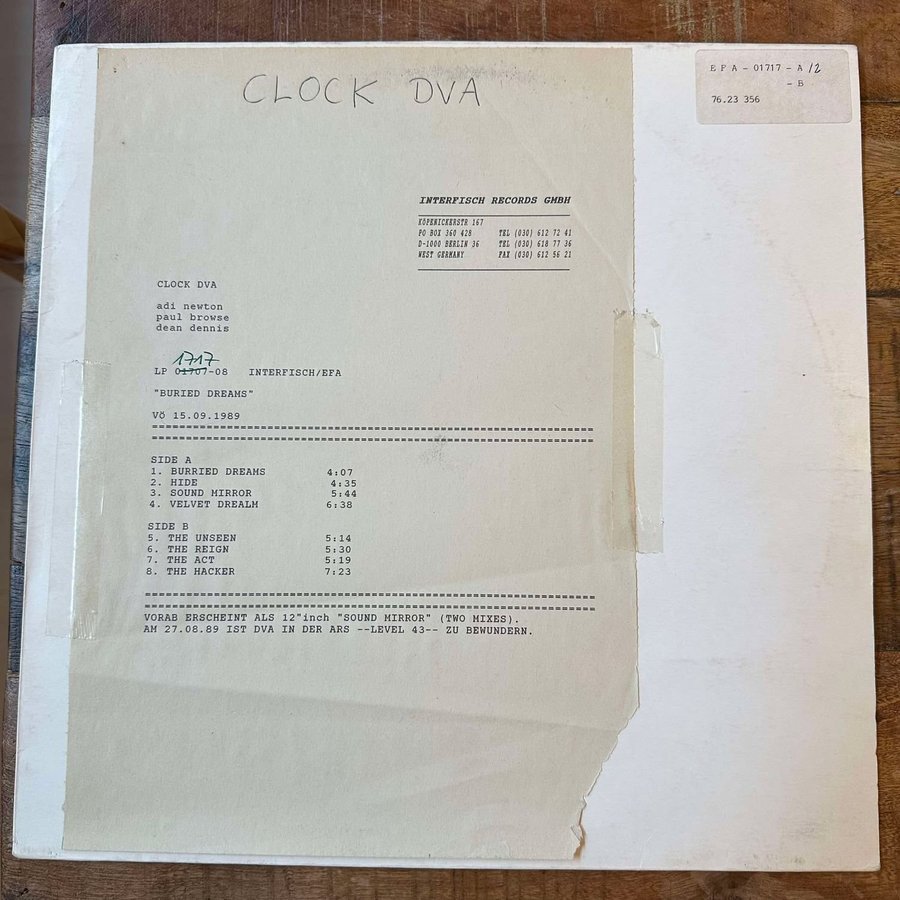 CLOCK DVA
EFA-01717-A/2
-B
76.23 356
INTERFISCH RECORDS GMBH
KÖPENICKERSTR 167
PO BOX 360 428 TEL (030) 612 72 41
D-1000 BERLIN 36 TEL (030) 618 77 36
WEST GERMANY FAX (030) 612 56 21
CLOCK DVA
adi newton
paul browse
dean dennis
1717
LP 01707-08 INTERFISCH/EFA
"BURIED DREAMS"
VÖ 15.09.1989
SIDE A
1. BURRIED DREAMS 4:07
2. HIDE 4:35
3. SOUND MIRROR 5:44
4. VELVET DREALM 6:38
SIDE B
5. THE UNSEEN 5:14
6. THE REIGN 5:30
7. THE ACT 5:19
8. THE HACKER 7:23
VORAB ERSCHEINT ALS 12"inch "SOUND MIRROR" (TWO MIXES).
AM 27.08.89 IST DVA IN DER ARS --LEVEL 43-- ZU BEWUNDERN.